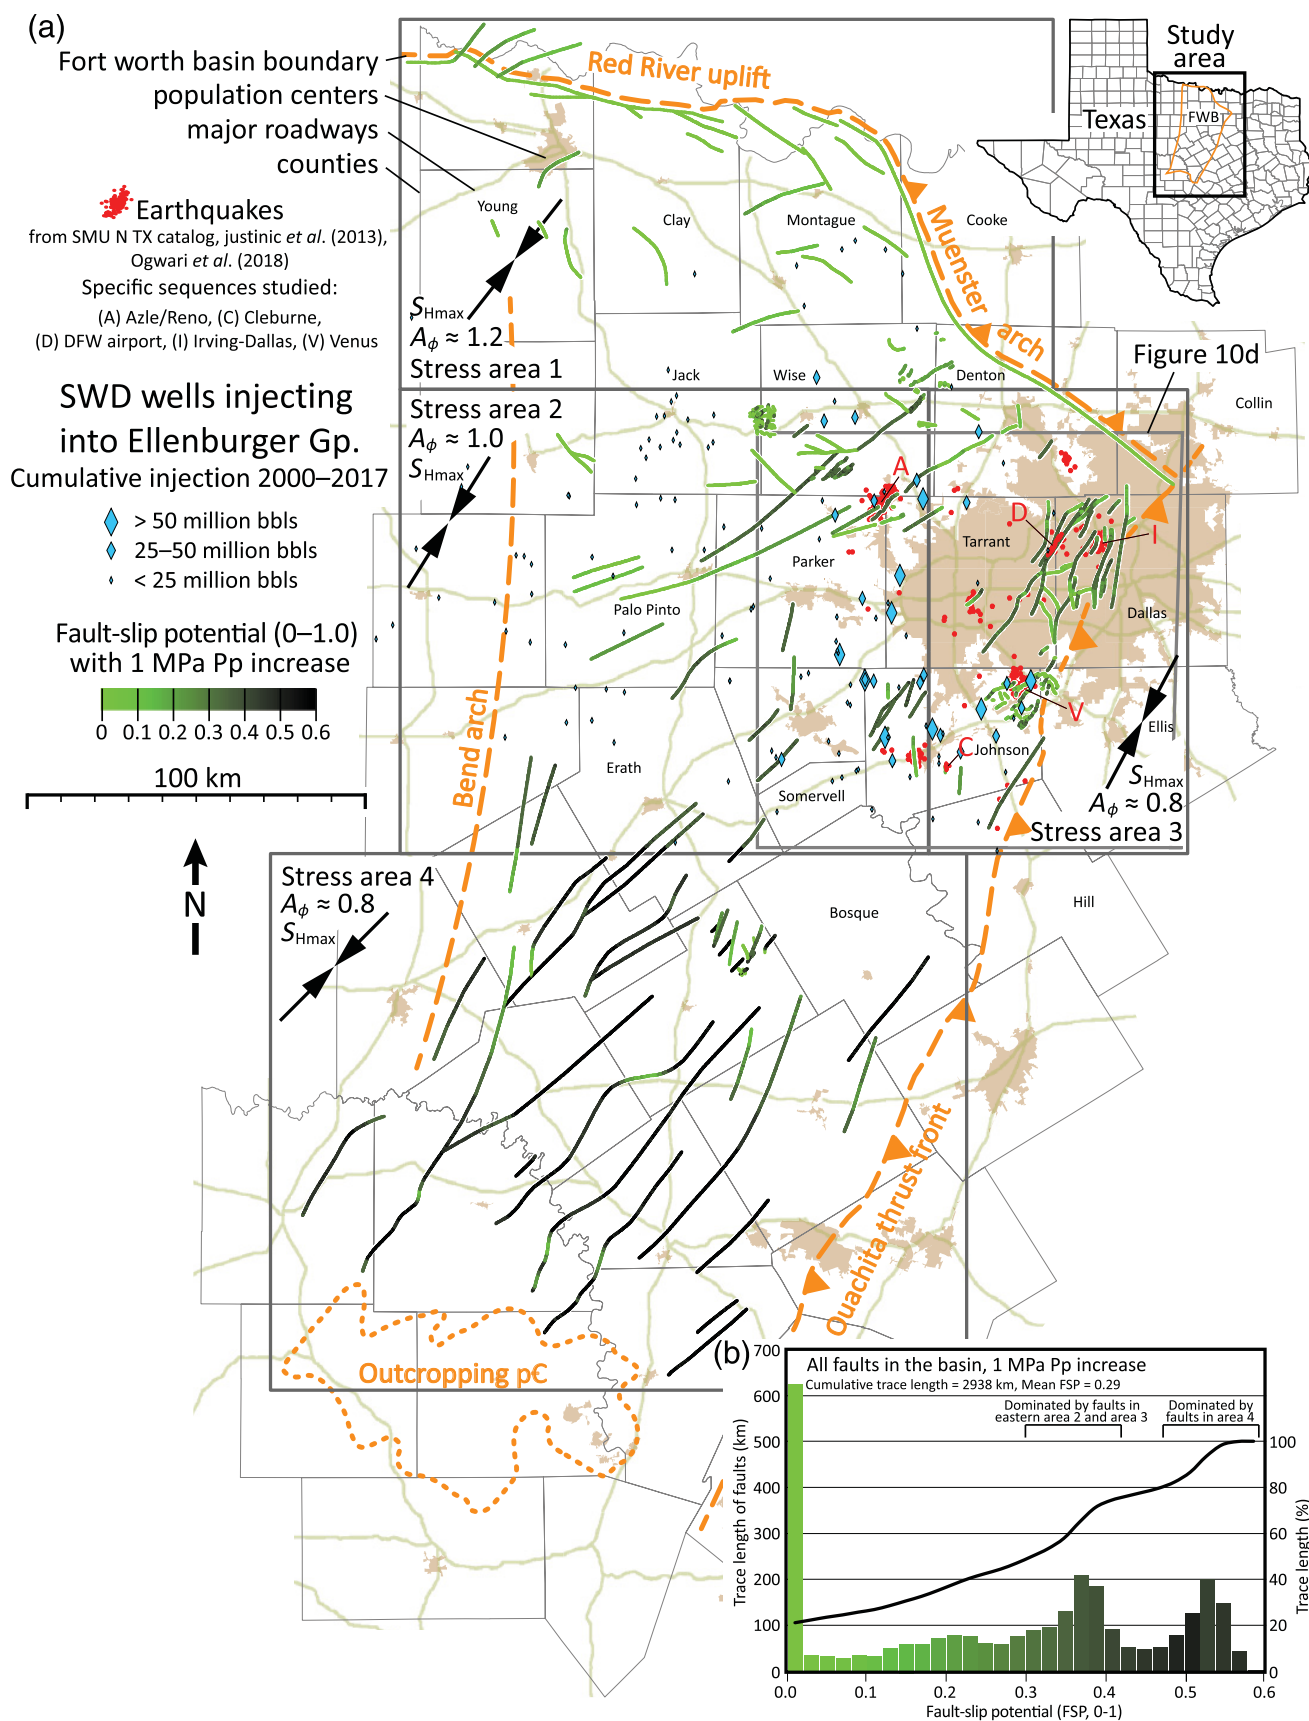 (a)
Fort worth basin boundary
population centers
major roadways
counties
Earthquakes
from SMU N TX catalog, justinic et al. (2013),
Ogwari et al. (2018)
Specific sequences studied:
(A) Azle/Reno, (C) Cleburne,
(D) DFW airport, (I) Irving-Dallas, (V) Venus
SWD wells injecting
into Ellenburger Gp.
Cumulative injection 2000–2017
> 50 million bbls
25–50 million bbls
< 25 million bbls
Fault-slip potential (0–1.0)
with 1 MPa Pp increase
0 0.1 0.2 0.3 0.4 0.5 0.6
100 km
N
Red River uplift
Study
area
Texas
FWB
Young
Clay
Montague
Cooke
Muenster arch
SHmax
Aϕ ≈ 1.2
Stress area 1
Figure 10d
Jack
Wise
Denton
Collin
Stress area 2
Aϕ ≈ 1.0
SHmax
A
D
I
Tarrant
Parker
Palo Pinto
Dallas
V
Ellis
C
Johnson
Bend arch
Erath
Somervell
SHmax
Aϕ ≈ 0.8
Stress area 3
Stress area 4
Aϕ ≈ 0.8
SHmax
Bosque
Hill
Ouachita thrust front
Outcropping pЄ
(b)
All faults in the basin, 1 MPa Pp increase
Cumulative trace length = 2938 km, Mean FSP = 0.29
Dominated by faults in
eastern area 2 and area 3
Dominated by
faults in area 4
Trace length of faults (km)
700
600
500
400
300
200
100
0
100
80
60
40
20
0
Trace length (%)
0.0 0.1 0.2 0.3 0.4 0.5 0.6
Fault-slip potential (FSP, 0-1)